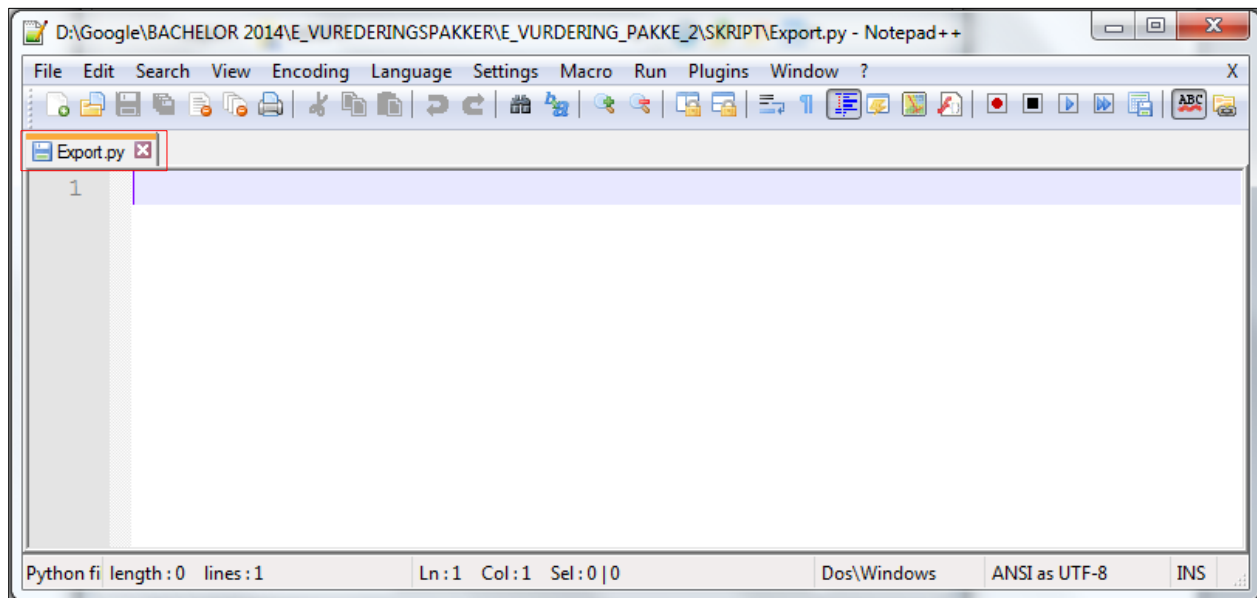 D:\Google\BACHELOR 2014\E_VUREDERINGSPAKKER\E_VURDERING_PAKKE_2\SKRIPT\Export.py - Notepad++
File Edit Search View Encoding Language Settings Macro Run Plugins Window ? X
ABC
Export.py
1
Python fi length : 0 lines : 1 Ln : 1 Col : 1 Sel : 0 | 0 Dos\Windows ANSI as UTF-8 INS